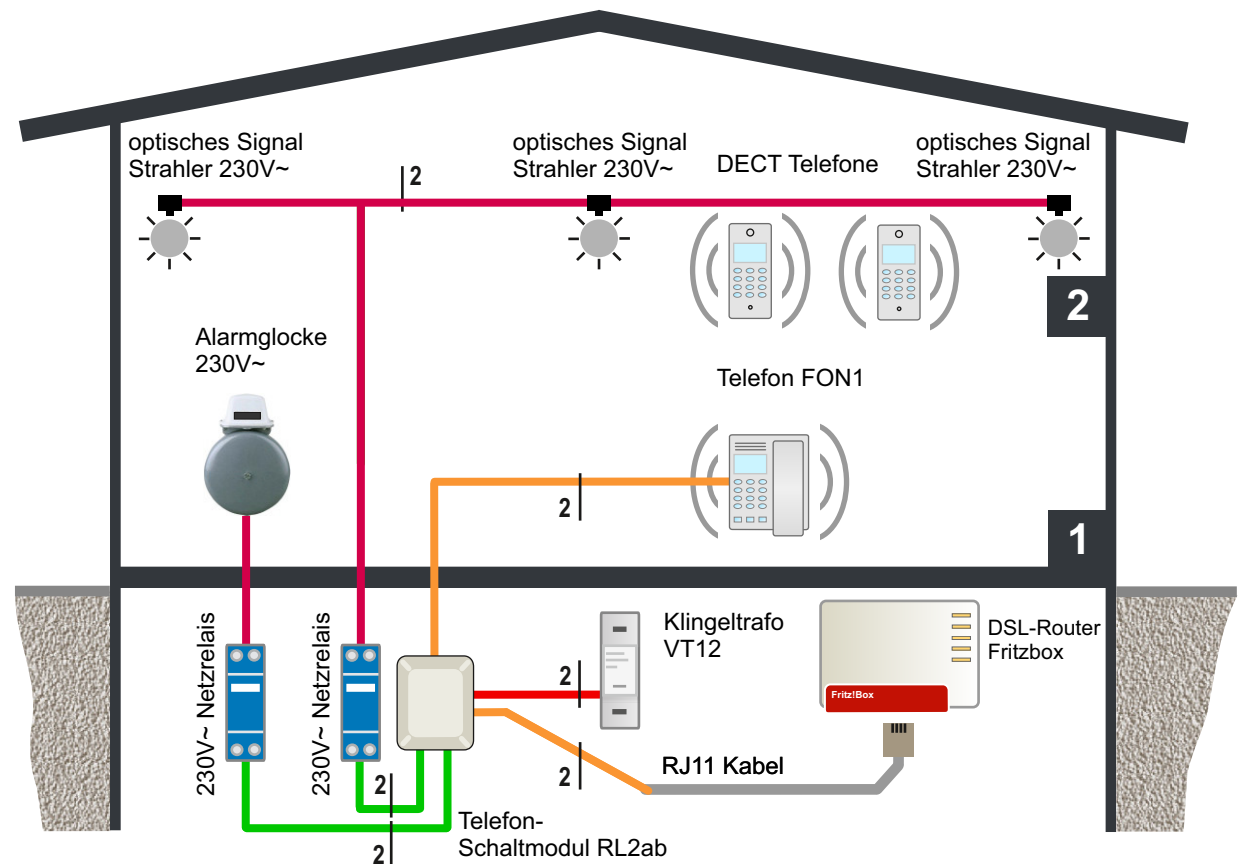 optisches Signal
Strahler 230V~
optisches Signal
Strahler 230V~
DECT Telefone
optisches Signal
Strahler 230V~
2
2
Alarmglocke
230V~
Telefon FON1
2
1
230V~ Netzrelais
230V~ Netzrelais
Klingeltrafo
VT12
2
DSL-Router
Fritzbox
Fritz!Box
2
RJ11 Kabel
2
2
Telefon-
Schaltmodul RL2ab